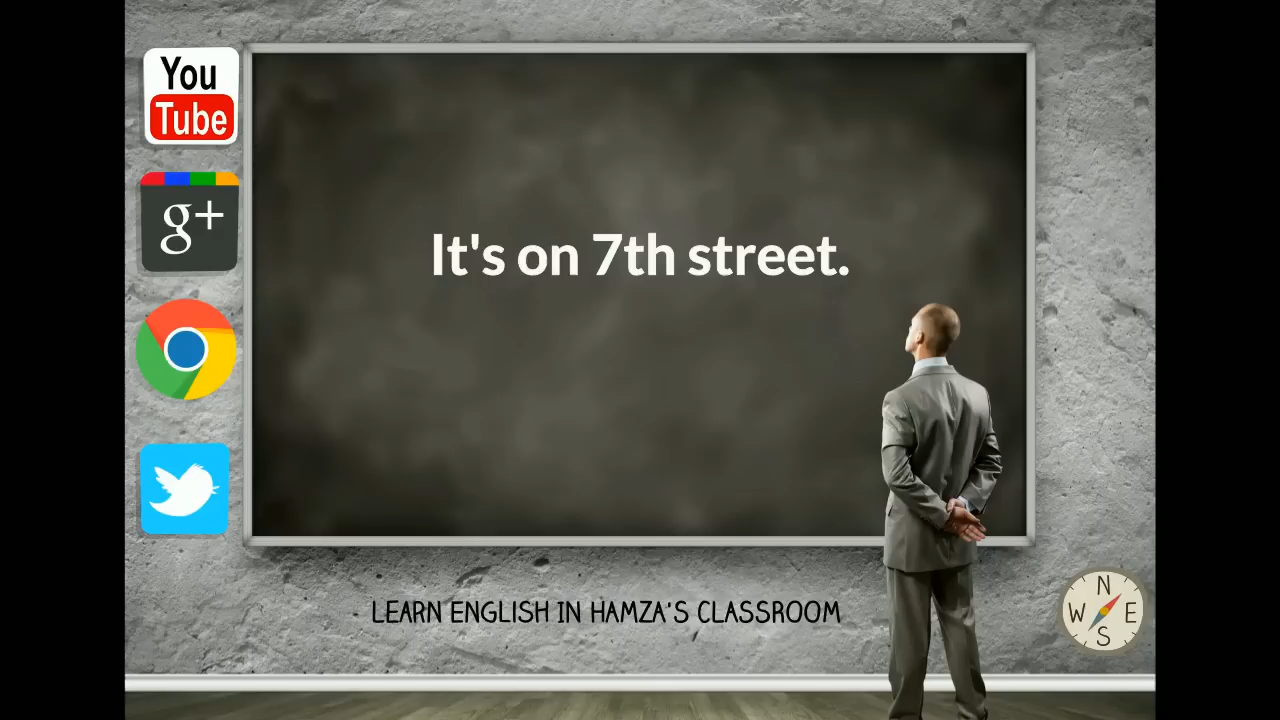 You
Tube
g+
It's on 7th street.
LEARN ENGLISH IN HAMZA'S CLASSROOM
N
W E
S